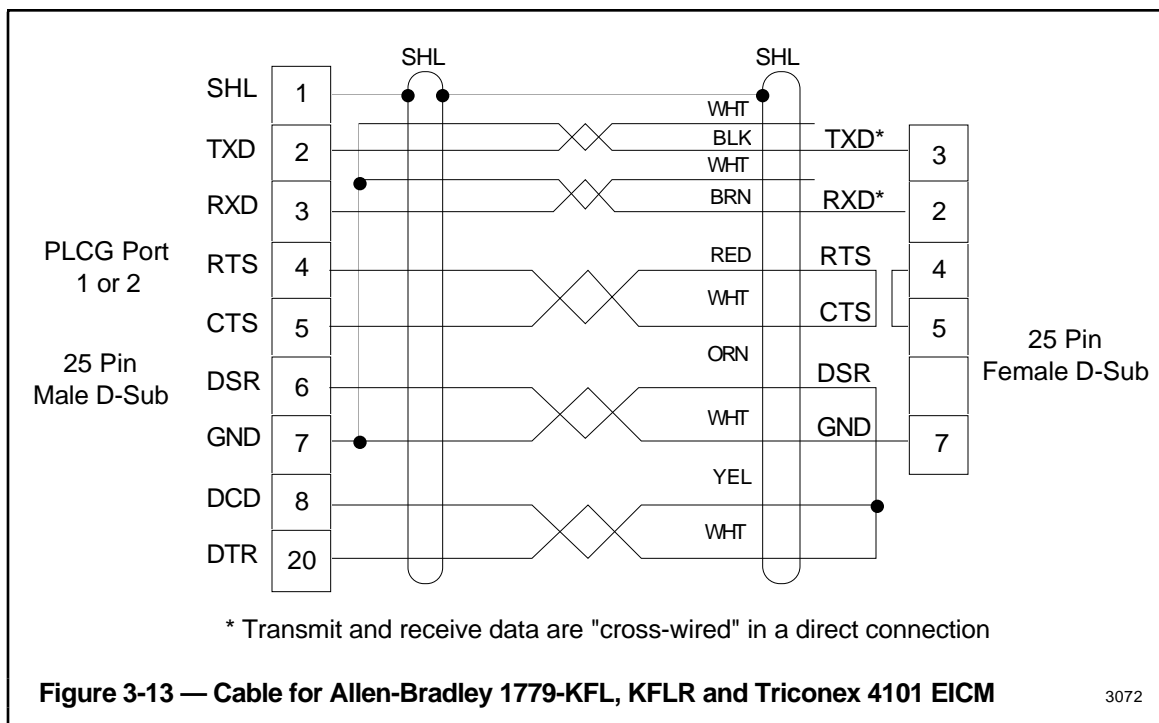 SHL SHL
SHL 1
WHT
TXD 2 BLK TXD* 3
WHT
RXD 3 BRN RXD* 2
PLCG Port
1 or 2
RTS 4 RED RTS 4
CTS 5 WHT CTS 5
25 Pin
Male D-Sub
25 Pin
Female D-Sub
DSR 6 ORN DSR
GND 7 WHT GND 7
DCD 8 YEL
DTR 20 WHT
* Transmit and receive data are "cross-wired" in a direct connection
Figure 3-13 — Cable for Allen-Bradley 1779-KFL, KFLR and Triconex 4101 EICM 3072